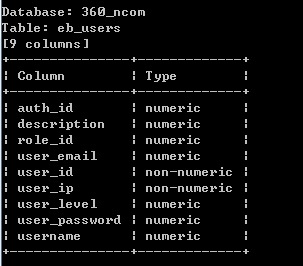 Database: 360_ncom
Table: eb_users
[9 columns]
+---------------+-------------+
| Column | Type |
+---------------+-------------+
| auth_id | numeric |
| description | numeric |
| role_id | numeric |
| user_email | numeric |
| user_id | non-numeric |
| user_ip | non-numeric |
| user_level | numeric |
| user_password | numeric |
| username | numeric |
+---------------+-------------+